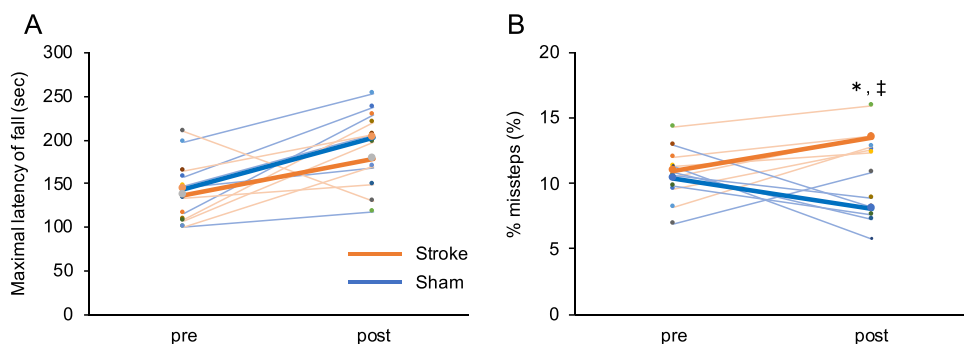 A
Maximal latency of fall (sec)
300
250
200
150
100
50
0
pre
post
Stroke
Sham
B
% missteps (%)
20
15
10
5
0
pre
post
*, ‡